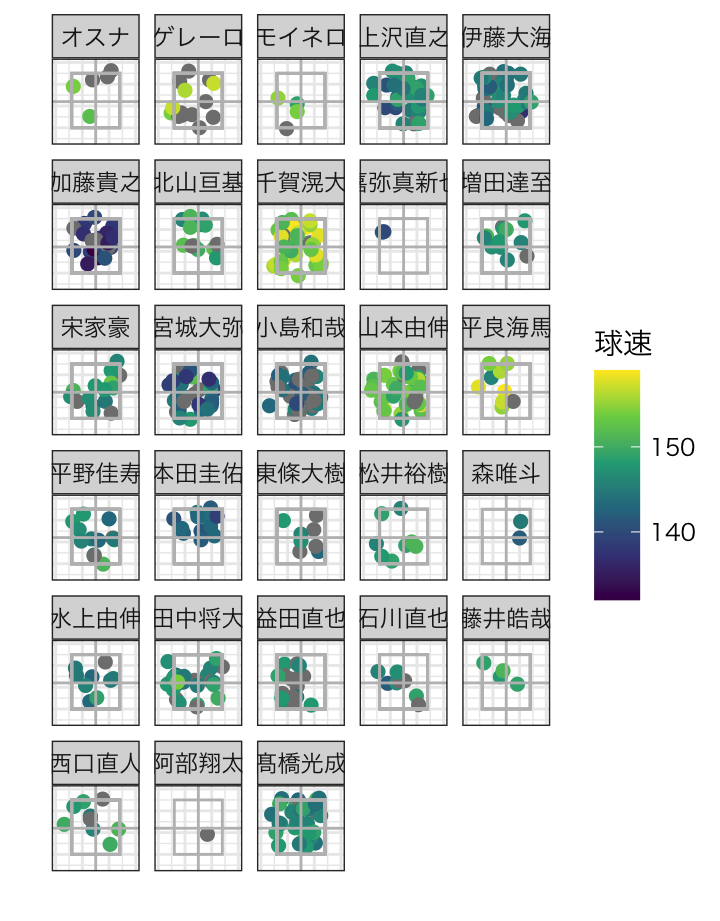 オスナ
ゲレーロ
モイネロ
上沢直之
伊藤大海
加藤貴之
北山亘基
千賀滉大
嘉弥真新也
増田達至
宋家豪
宮城大弥
小島和哉
山本由伸
平良海馬
平野佳寿
本田圭佑
東條大樹
松井裕樹
森唯斗
水上由伸
田中将大
益田直也
石川直也
藤井皓哉
西口直人
阿部翔太
髙橋光成
球速
150
140